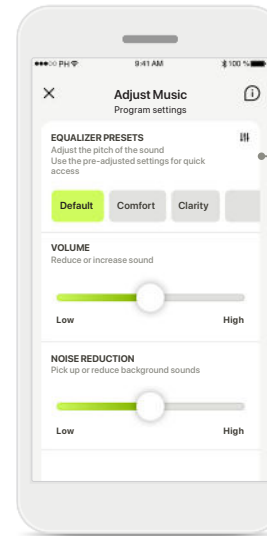 ●●●○○ PH 9:41 AM 100 %
Adjust Music
Program settings
EQUALIZER PRESETS
Adjust the pitch of the sound
Use the pre-adjusted settings for quick
access
Default Comfort Clarity
VOLUME
Reduce or increase sound
Low High
NOISE REDUCTION
Pick up or reduce background sounds
Low High